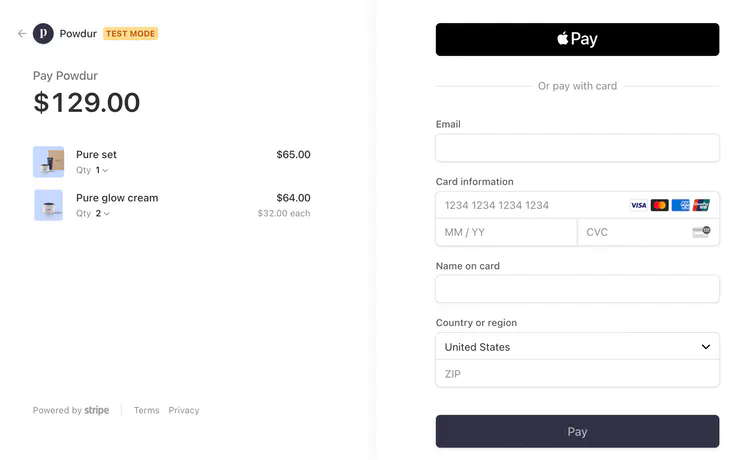 Powdur TEST MODE
Pay Powdur
$129.00
Pure set $65.00
Qty 1
Pure glow cream $64.00
Qty 2 $32.00 each
Powered by stripe Terms Privacy
Pay
Or pay with card
Email
Card information
1234 1234 1234 1234 VISA
MM / YY CVC
Name on card
Country or region
United States
ZIP
Pay